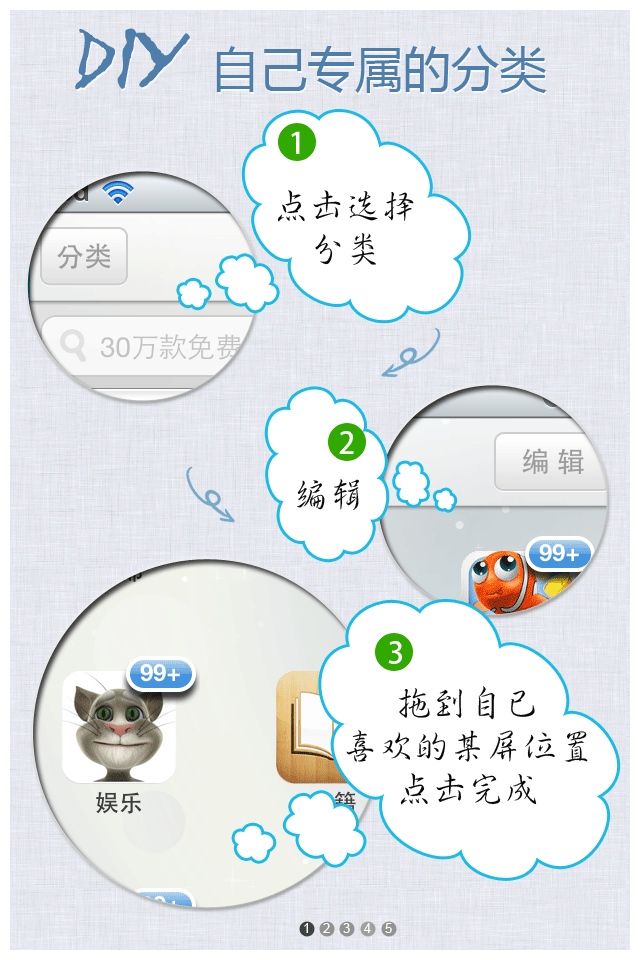 DIY 自己专属的分类
1
点击选择
分类
分类
30万款免费
2
编辑
编 辑
99+
3
拖到自己
喜欢的某屏位置
点击完成
99+
娱乐
籍
1 2 3 4 5